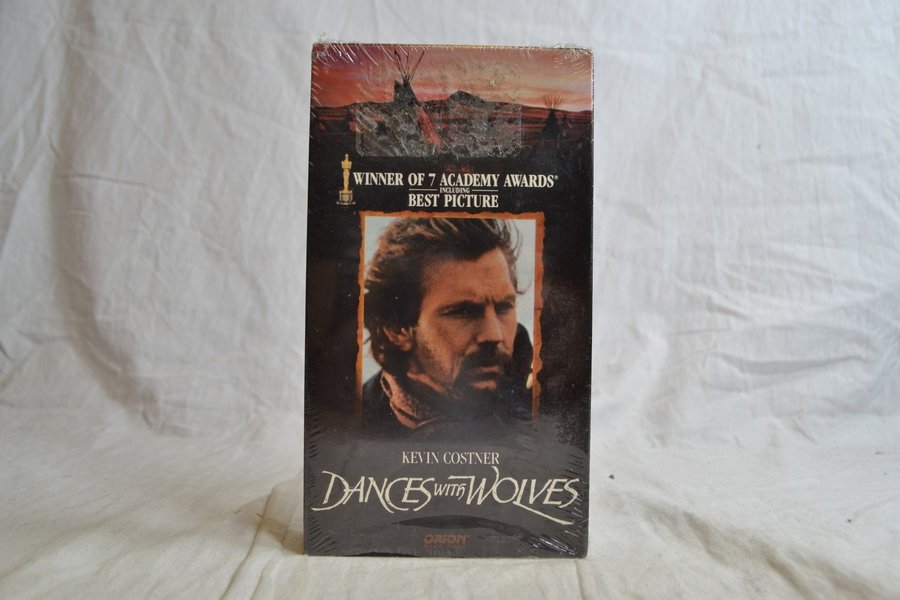 WINNER OF 7 ACADEMY AWARDS®
INCLUDING
BEST PICTURE
KEVIN COSTNER
DANCES WITH WOLVES
ORION